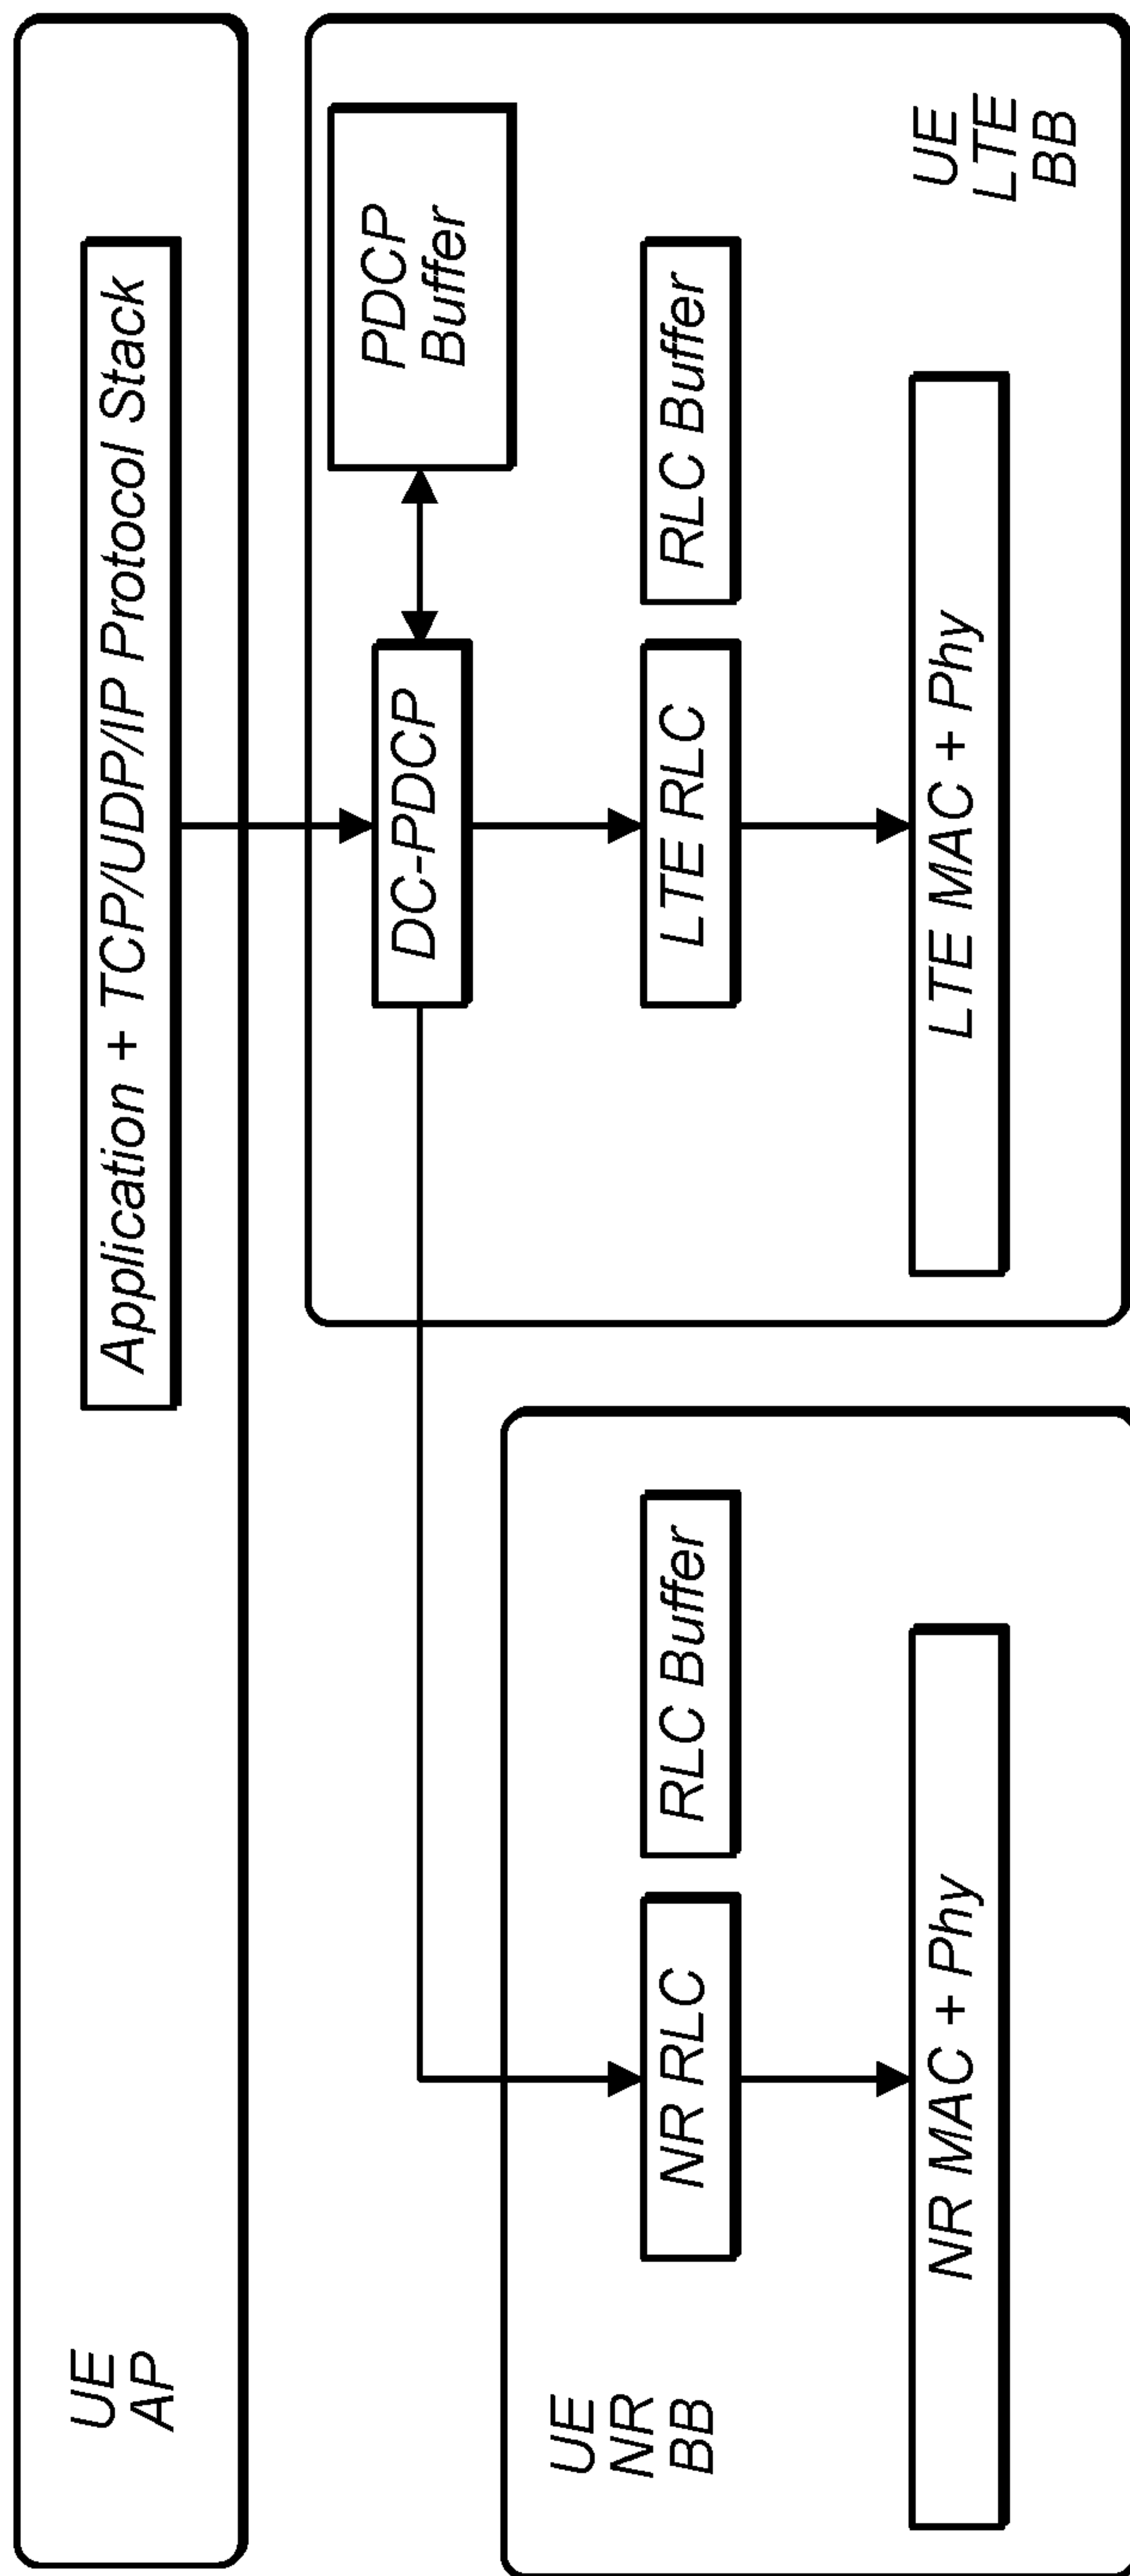 UE
AP
Application + TCP/UDP/IP Protocol Stack
DC-PDCP
PDCP
Buffer
UE
NR
BB
NR RLC
RLC Buffer
LTE RLC
RLC Buffer
NR MAC + Phy
LTE MAC + Phy
UE
LTE
BB